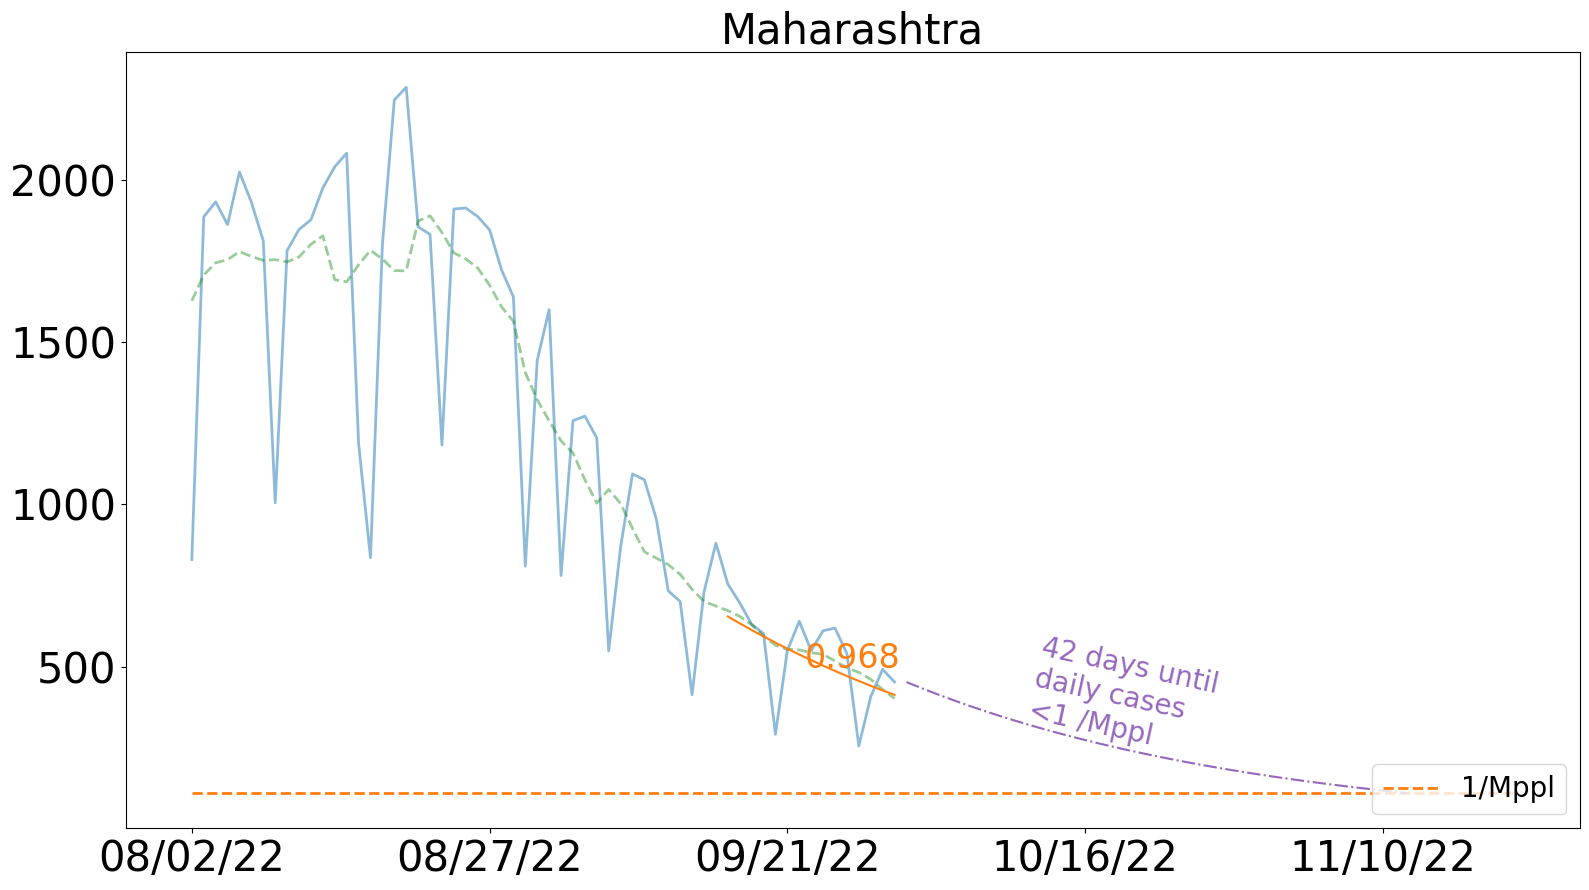 Maharashtra
2000
1500
1000
500
0.968
42 days until
daily cases
<1 /Mppl
1/Mppl
08/02/22
08/27/22
09/21/22
10/16/22
11/10/22